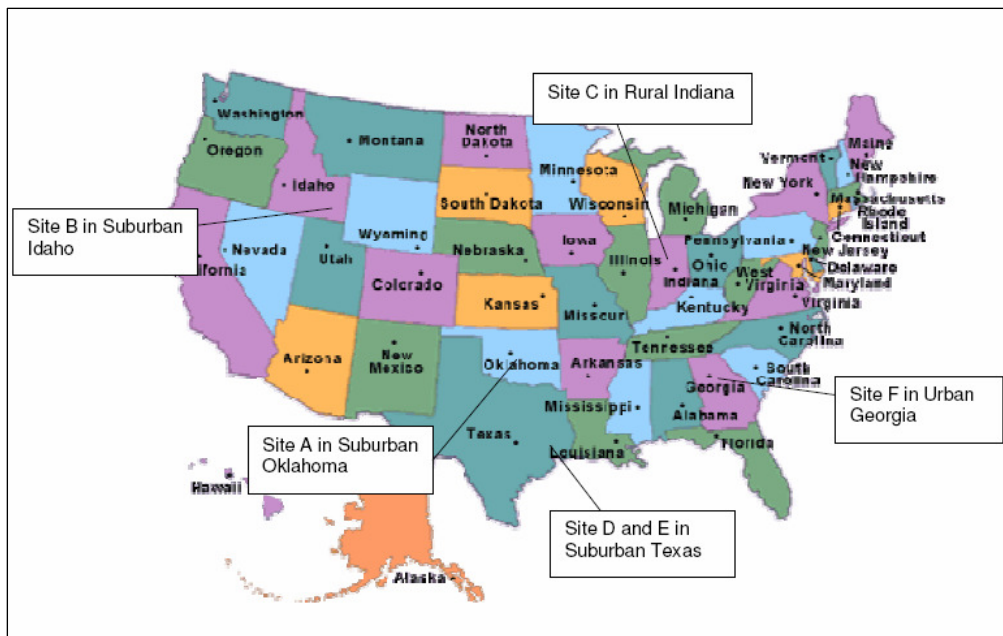 Site C in Rural Indiana
Washington
Montana
North
Dakota
Minnesota
Maine
Vermont
New
Hampshire
Oregon
Idaho
New York
Massachusetts
Rhode
Island
Connecticut
South Dakota
Wisconsin
Michigan
Site B in Suburban
Idaho
Wyoming
Nebraska
Iowa
Pennsylvania
New Jersey
Delaware
Maryland
Nevada
Utah
Colorado
Illinois
Indiana
Ohio
West
Virginia
Virginia
lifornia
Kansas
Missouri
Kentucky
North
Carolina
Tennessee
Arizona
New
Mexico
Oklahoma
Arkansas
South
Carolina
Georgia
Site F in Urban
Georgia
Mississippi
Alabama
Texas
Louisiana
Florida
Site A in Suburban
Oklahoma
Hawaii
Site D and E in
Suburban Texas
Alaska